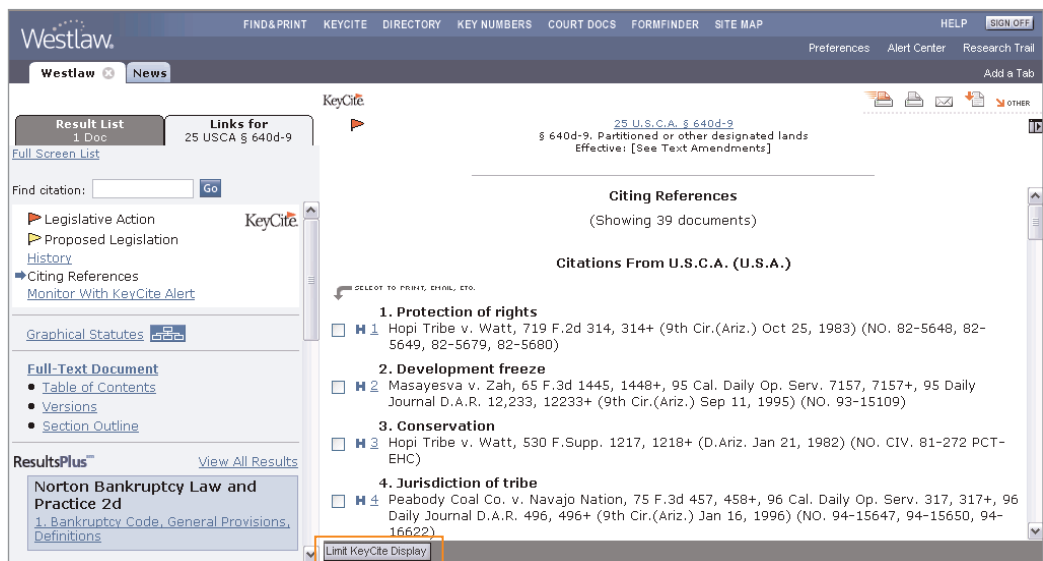 Westlaw.
FIND&PRINT KEYCITE DIRECTORY KEY NUMBERS COURT DOCS FORMFINDER SITE MAP
HELP SIGN OFF
Preferences Alert Center Research Trail
Westlaw News
Add a Tab
Result List
1 Doc
Links for
25 USCA § 640d-9
Full Screen List
Find citation: Go
Legislative Action
KeyCite.
Proposed Legislation
History
Citing References
Monitor With KeyCite Alert
Graphical Statutes
Full-Text Document
• Table of Contents
• Versions
• Section Outline
ResultsPlus™ View All Results
Norton Bankruptcy Law and
Practice 2d
1. Bankruptcy Code, General Provisions,
Definitions
KeyCite.
OTHER
25 U.S.C.A. § 640d-9
§ 640d-9. Partitioned or other designated lands
Effective: [See Text Amendments]
Citing References
(Showing 39 documents)
Citations From U.S.C.A. (U.S.A.)
SELECT TO PRINT, EMAIL, ETC.
1. Protection of rights
H 1 Hopi Tribe v. Watt, 719 F.2d 314, 314+ (9th Cir.(Ariz.) Oct 25, 1983) (NO. 82-5648, 82-
5649, 82-5679, 82-5680)
2. Development freeze
H 2 Masayesva v. Zah, 65 F.3d 1445, 1448+, 95 Cal. Daily Op. Serv. 7157, 7157+, 95 Daily
Journal D.A.R. 12,233, 12233+ (9th Cir.(Ariz.) Sep 11, 1995) (NO. 93-15109)
3. Conservation
H 3 Hopi Tribe v. Watt, 530 F.Supp. 1217, 1218+ (D.Ariz. Jan 21, 1982) (NO. CIV. 81-272 PCT-
EHC)
4. Jurisdiction of tribe
H 4 Peabody Coal Co. v. Navajo Nation, 75 F.3d 457, 458+, 96 Cal. Daily Op. Serv. 317, 317+, 96
Daily Journal D.A.R. 496, 496+ (9th Cir.(Ariz.) Jan 16, 1996) (NO. 94-15647, 94-15650, 94-
16622)
Limit KeyCite Display